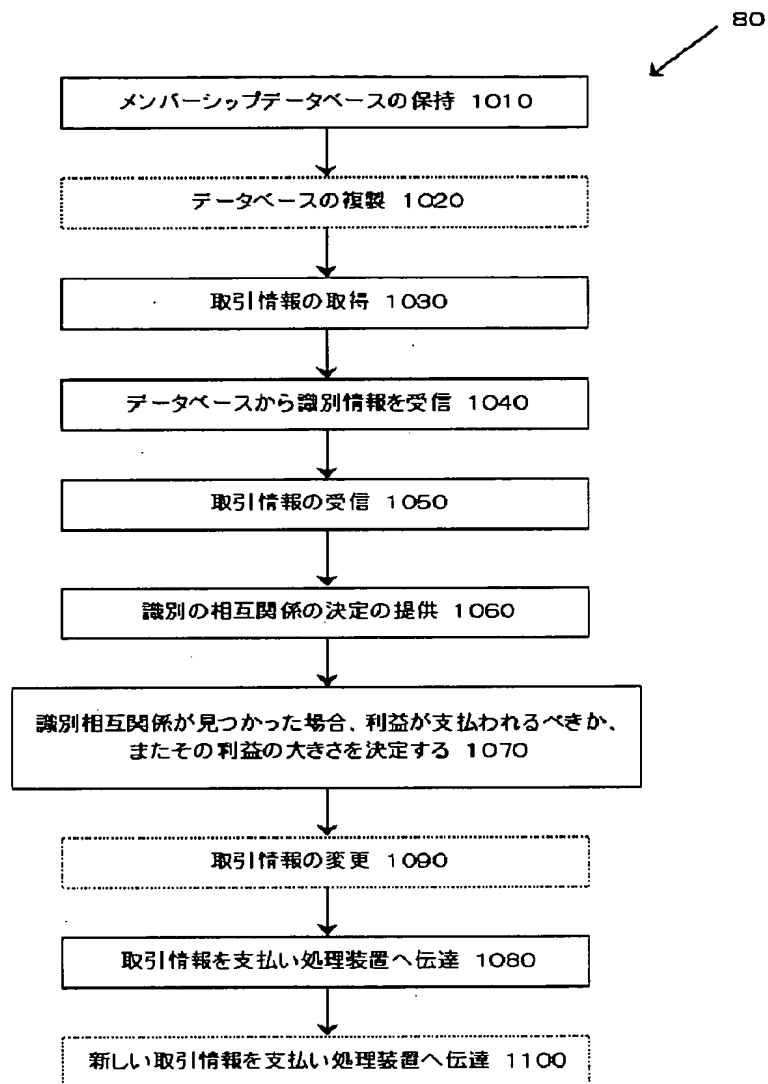 80
メンバーシップデータベースの保持 1010
データベースの複製 1020
取引情報の取得 1030
データベースから識別情報を受信 1040
取引情報の受信 1050
識別の相互関係の決定の提供 1060
識別相互関係が見つかった場合、利益が支払われるべきか、
またその利益の大きさを決定する 1070
取引情報の変更 1090
取引情報を支払い処理装置へ伝達 1080
新しい取引情報を支払い処理装置へ伝達 1100